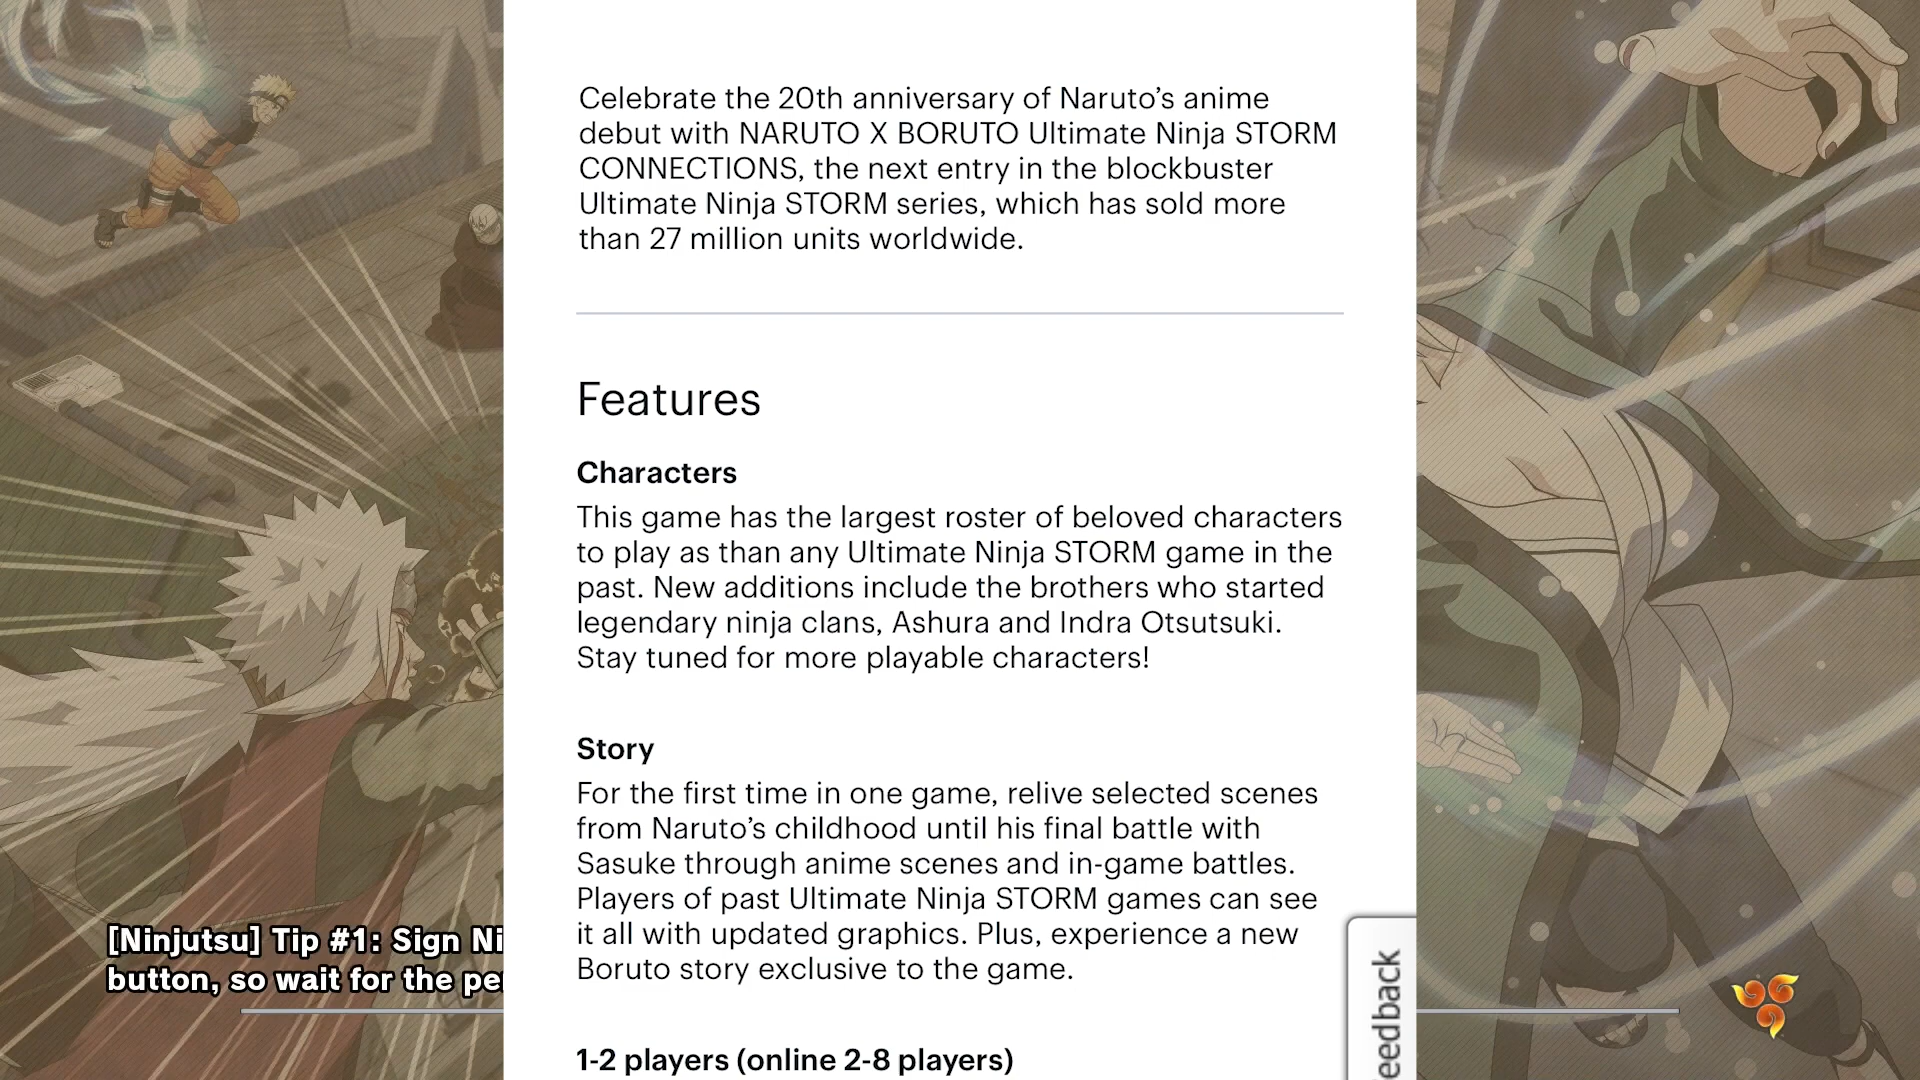 Celebrate the 20th anniversary of Naruto's anime
debut with NARUTO X BORUTO Ultimate Ninja STORM
CONNECTIONS, the next entry in the blockbuster
Ultimate Ninja STORM series, which has sold more
than 27 million units worldwide.
Features
Characters
This game has the largest roster of beloved characters
to play as than any Ultimate Ninja STORM game in the
past. New additions include the brothers who started
legendary ninja clans, Ashura and Indra Otsutsuki.
Stay tuned for more playable characters!
Story
For the first time in one game, relive selected scenes
from Naruto's childhood until his final battle with
Sasuke through anime scenes and in-game battles.
Players of past Ultimate Ninja STORM games can see
it all with updated graphics. Plus, experience a new
Boruto story exclusive to the game.
1-2 players (online 2-8 players)
[Ninjutsu] Tip #1: Sign Ni
button, so wait for the pe
eedback